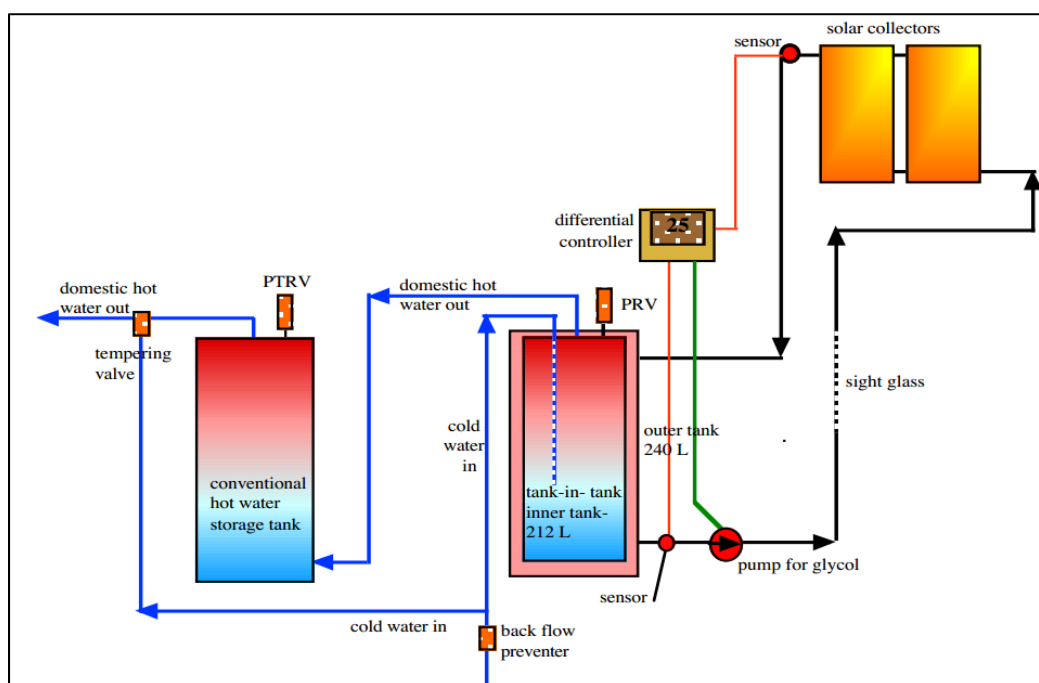 solar collectors
sensor
differential
controller
25
PTRV
domestic hot
water out
domestic hot
water out
PRV
tempering
valve
sight glass
cold
water
in
outer tank
240 L
conventional
hot water
storage tank
tank-in- tank
inner tank-
212 L
pump for glycol
sensor
cold water in
back flow
preventer